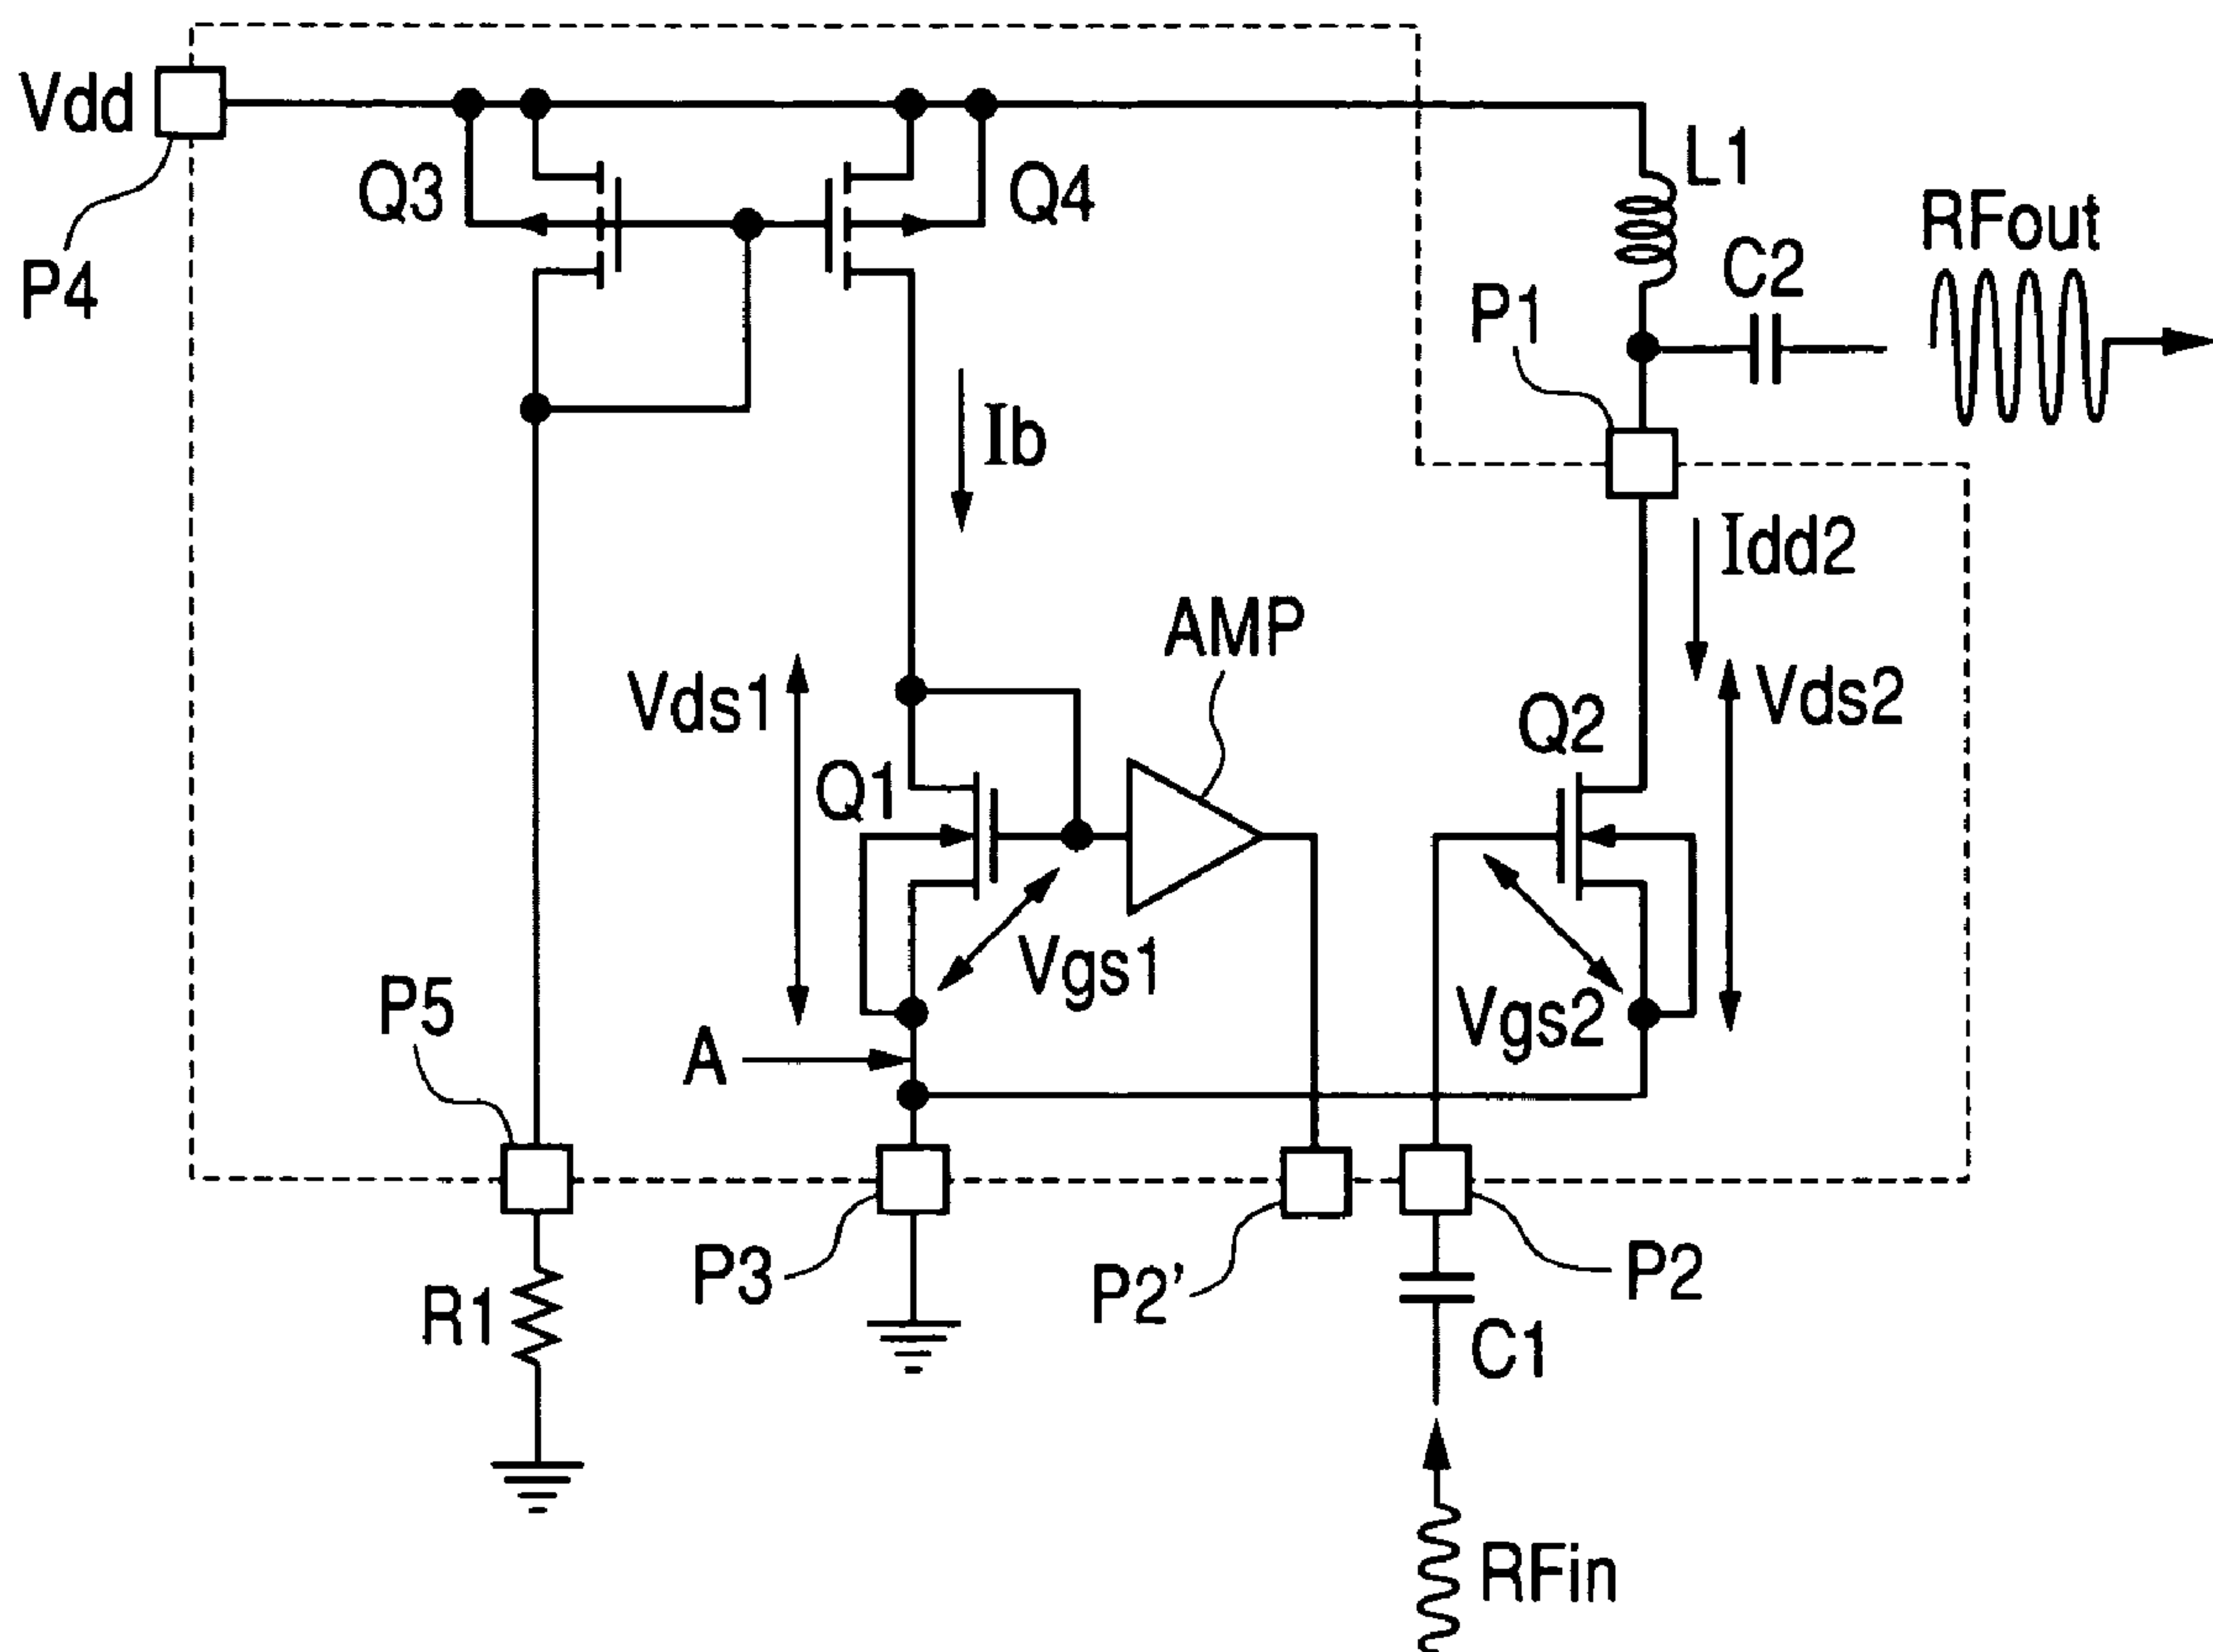 Vdd
P4
Q3
Q4
L1
RFout
C2
P1
Ib
Idd2
AMP
Vds1
Vds2
Q2
Q1
Vgs1
Vgs2
P5
A
P3
P2'
P2
R1
C1
RFin